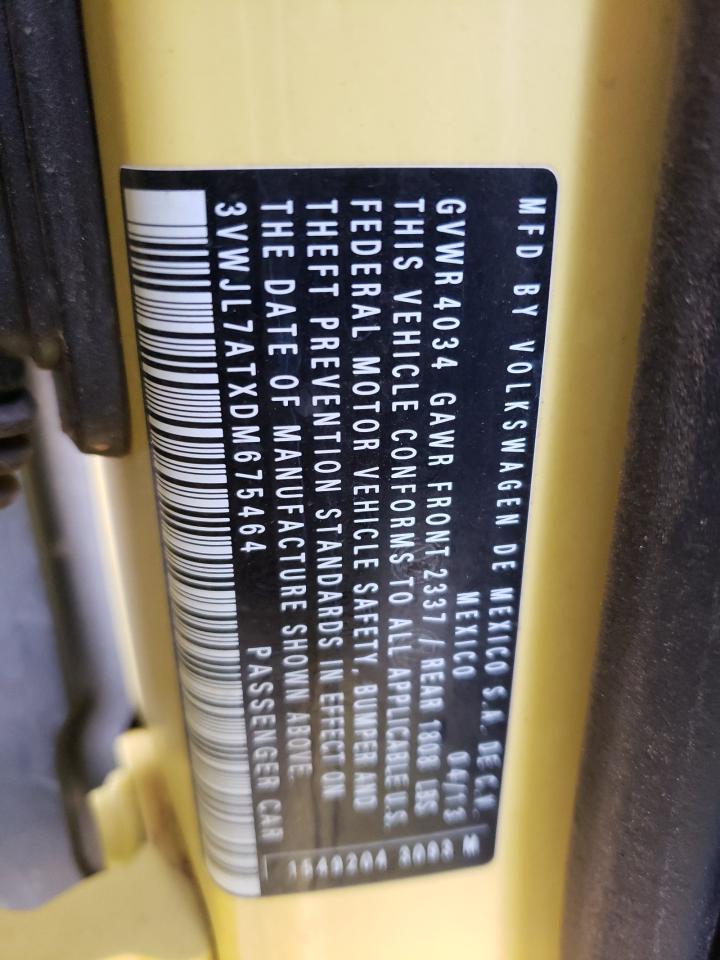 MFD BY VOLKSWAGEN DE MEXICO S.A. DE C.V.
MEXICO 04/13
GVWR 4034 GAWR FRONT 2337 / REAR 1808 LBS
THIS VEHICLE CONFORMS TO ALL APPLICABLE U.S.
FEDERAL MOTOR VEHICLE SAFETY, BUMPER AND
THEFT PREVENTION STANDARDS IN EFFECT ON
THE DATE OF MANUFACTURE SHOWN ABOVE.
3VWJL7ATXDM675464 PASSENGER CAR